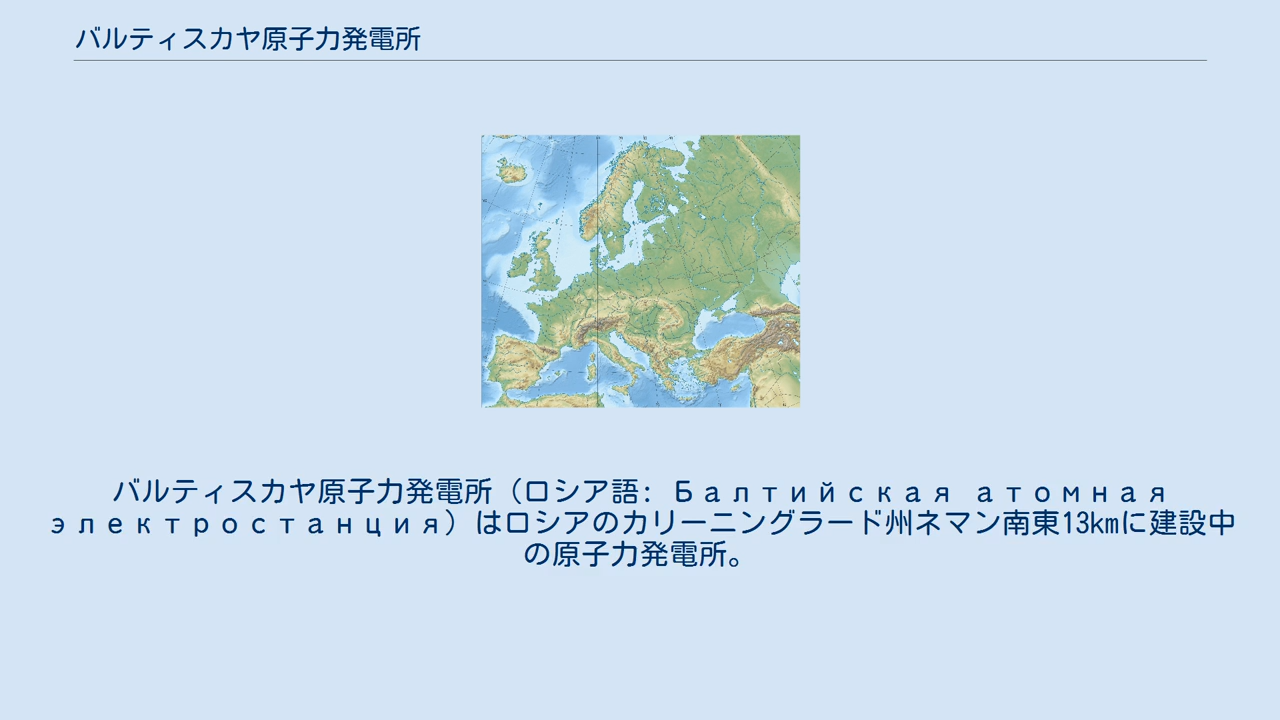 バルティスカヤ原子力発電所
バルティスカヤ原子力発電所（ロシア語: Балтийская атомная
электростанция）はロシアのカリーニングラード州ネマン南東13kmに建設中
の原子力発電所。